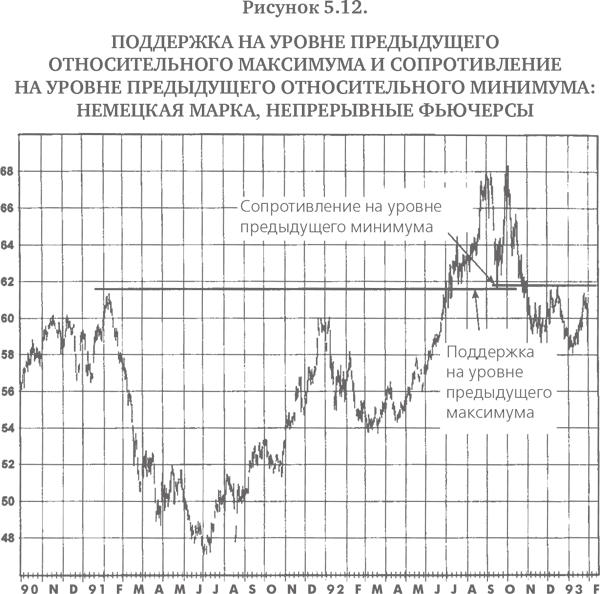 Рисунок 5.12.
ПОДДЕРЖКА НА УРОВНЕ ПРЕДЫДУЩЕГО
ОТНОСИТЕЛЬНОГО МАКСИМУМА И СОПРОТИВЛЕНИЕ
НА УРОВНЕ ПРЕДЫДУЩЕГО ОТНОСИТЕЛЬНОГО МИНИМУМА:
НЕМЕЦКАЯ МАРКА, НЕПРЕРЫВНЫЕ ФЬЮЧЕРСЫ
68
66
64
62
60
58
56
54
52
50
48
Сопротивление на уровне
предыдущего минимума
Поддержка
на уровне
предыдущего
максимума
90 N D 91 F M A M J J A S O N D 92 F M A M J J A S O N D 93 F